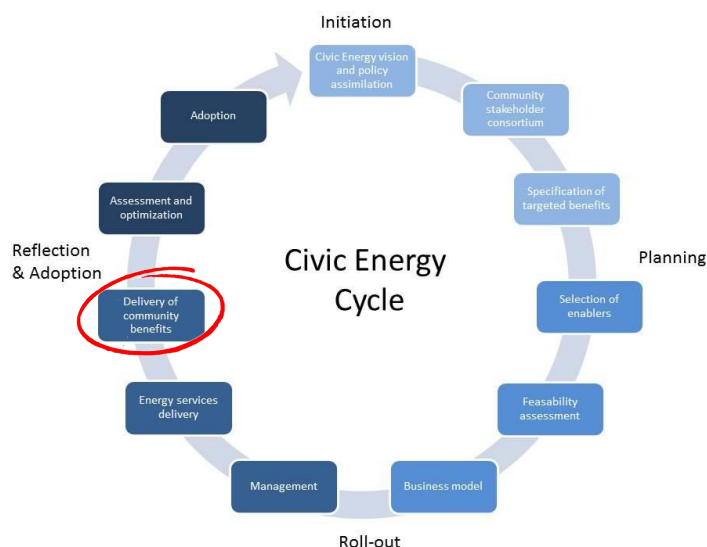 Initiation
Civic Energy vision
and policy
assimilation
Community
stakeholder
consortium
Specification of
targeted benefits
Planning
Selection of
enablers
Feasability
assessment
Business model
Roll-out
Management
Energy services
delivery
Delivery of
community
benefits
Reflection
& Adoption
Assessment and
optimization
Adoption
Civic Energy
Cycle